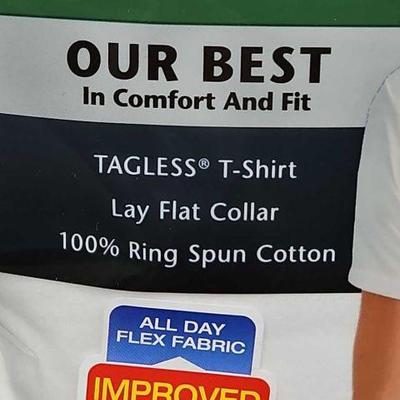 OUR BEST
In Comfort And Fit
TAGLESS® T-Shirt
Lay Flat Collar
100% Ring Spun Cotton
ALL DAY
FLEX FABRIC
IMPROVED